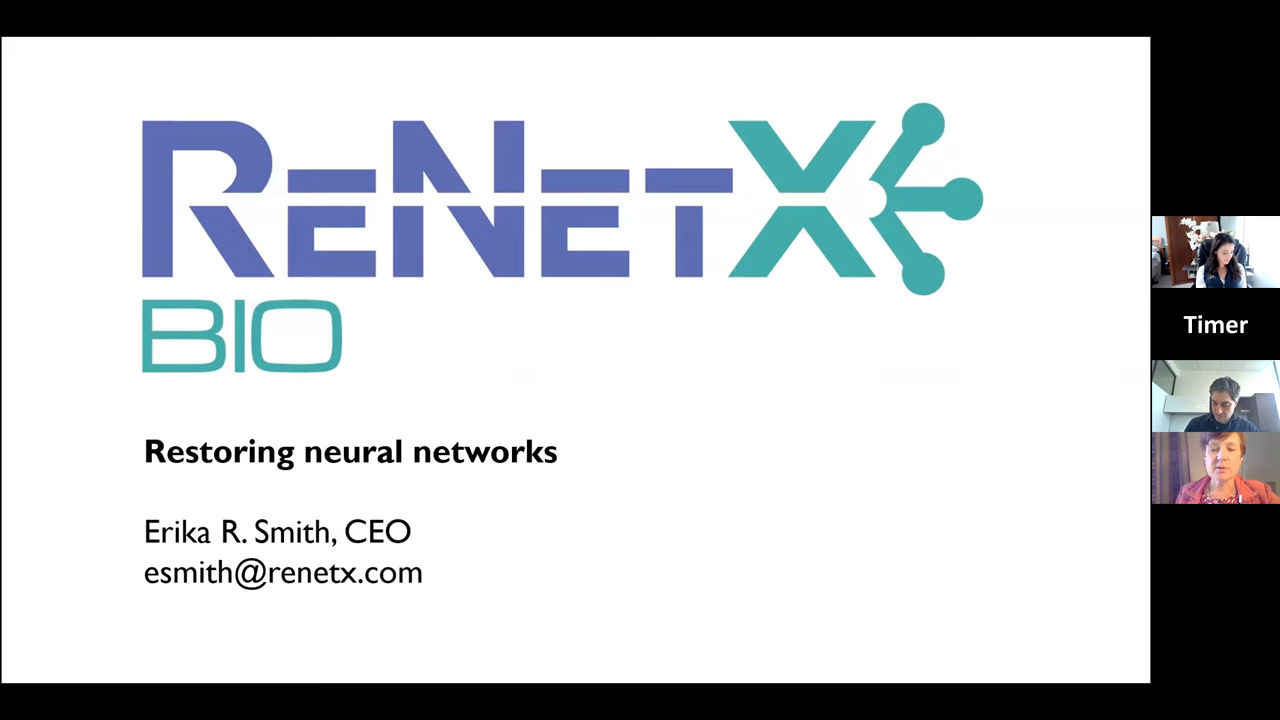 ReNetX
BIO
Restoring neural networks
Erika R. Smith, CEO
esmith@renetx.com
Timer